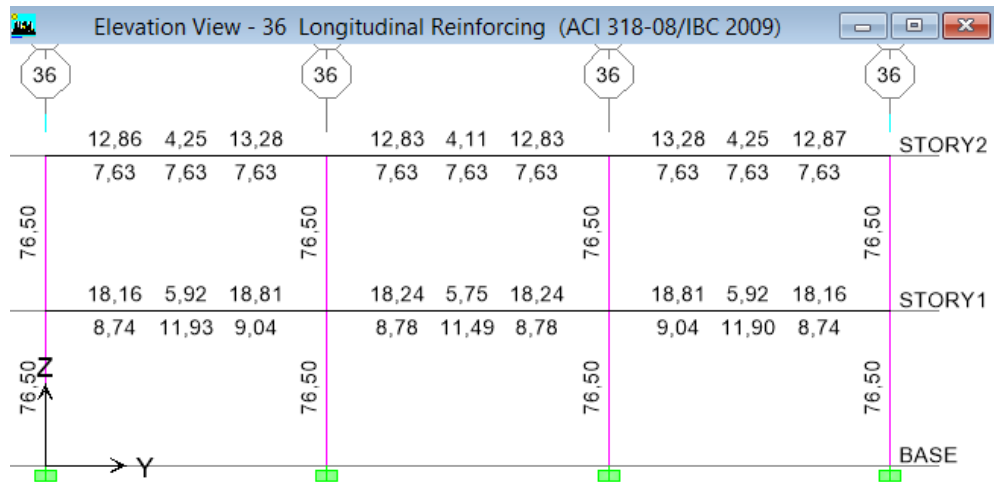 Elevation View - 36 Longitudinal Reinforcing (ACI 318-08/IBC 2009)
36 36 36 36
12,86 4,25 13,28 12,83 4,11 12,83 13,28 4,25 12,87 STORY2
7,63 7,63 7,63 7,63 7,63 7,63 7,63 7,63 7,63
76,50 76,50 76,50 76,50
18,16 5,92 18,81 18,24 5,75 18,24 18,81 5,92 18,16 STORY1
8,74 11,93 9,04 8,78 11,49 8,78 9,04 11,90 8,74
76,50 76,50 76,50 76,50
Z
Y BASE